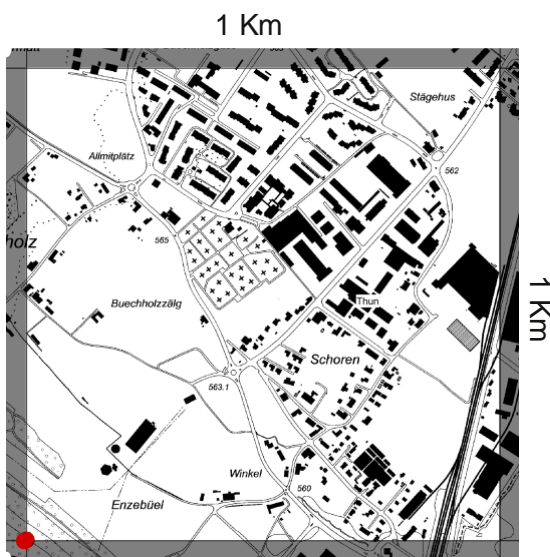 1 Km
Stägehus
Allmitplätz
562
holz
565
1 Km
Buechholzzälg
Thun
Schoren
563.1
Winkel
560
Enzebüel